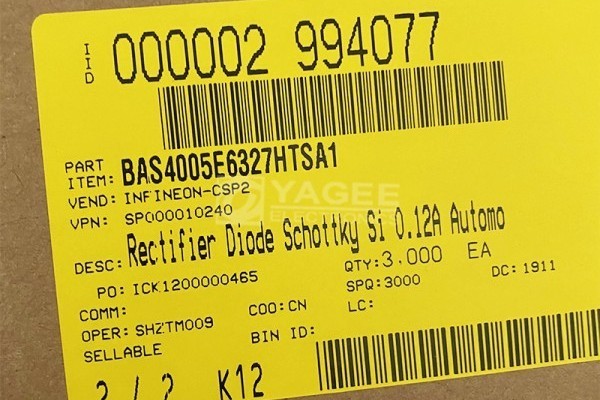 IID 000002 994077
PART
ITEM: BAS4005E6327HTSA1
VEND: INFINEON-CSP2
VPN: SP000010240
YAGEE
ELECTRONICS
DESC: Rectifier Diode Schottky Si 0.12A Automo
PO: ICK1200000465
QTY: 3,000 EA
COMM:
SPQ: 3000
DC: 1911
OPER: SHZTM009
COO: CN
LC:
SELLABLE
BIN ID:
2 / 2 K12